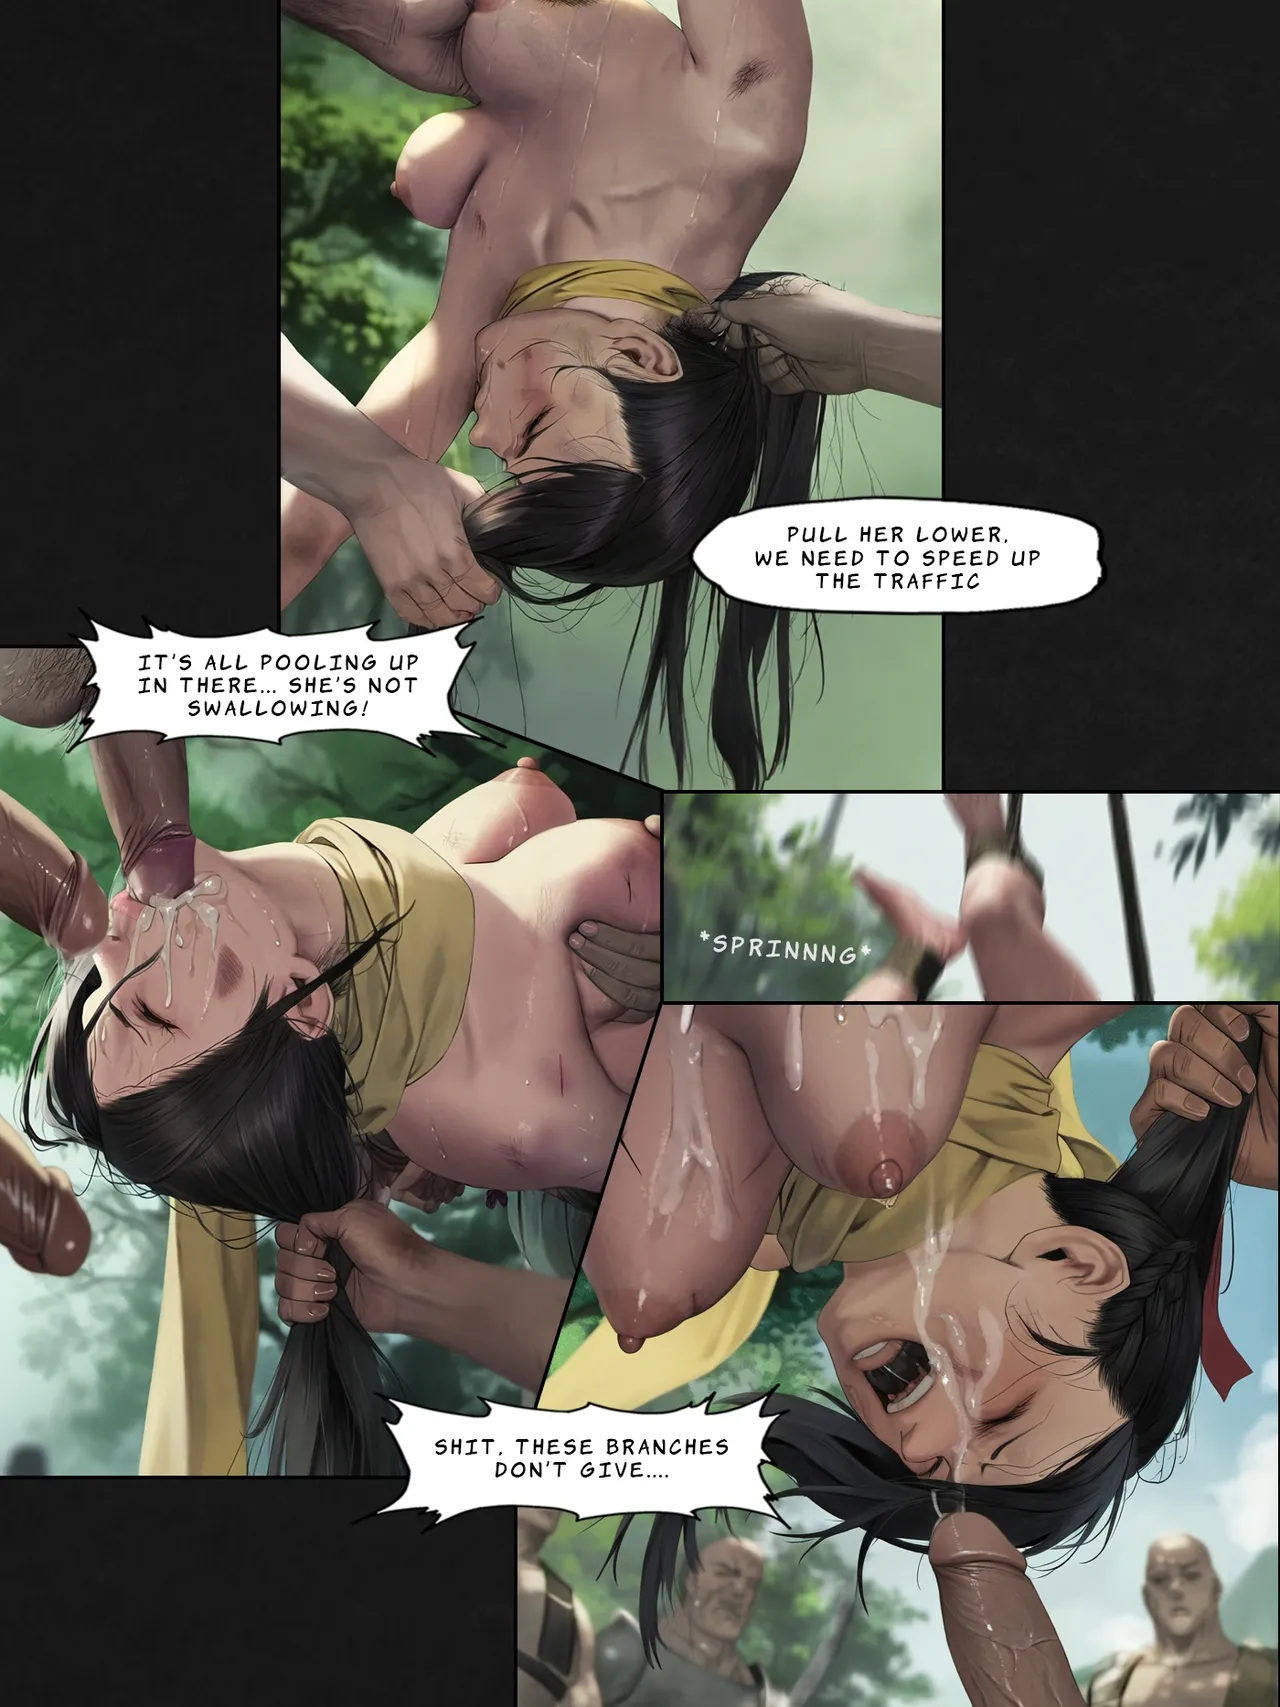 PULL HER LOWER.
WE NEED TO SPEED UP
THE TRAFFIC
IT'S ALL POOLING UP
IN THERE... SHE'S NOT
SWALLOWING!
*SPRINNNG*
SHIT, THESE BRANCHES
DON'T GIVE....